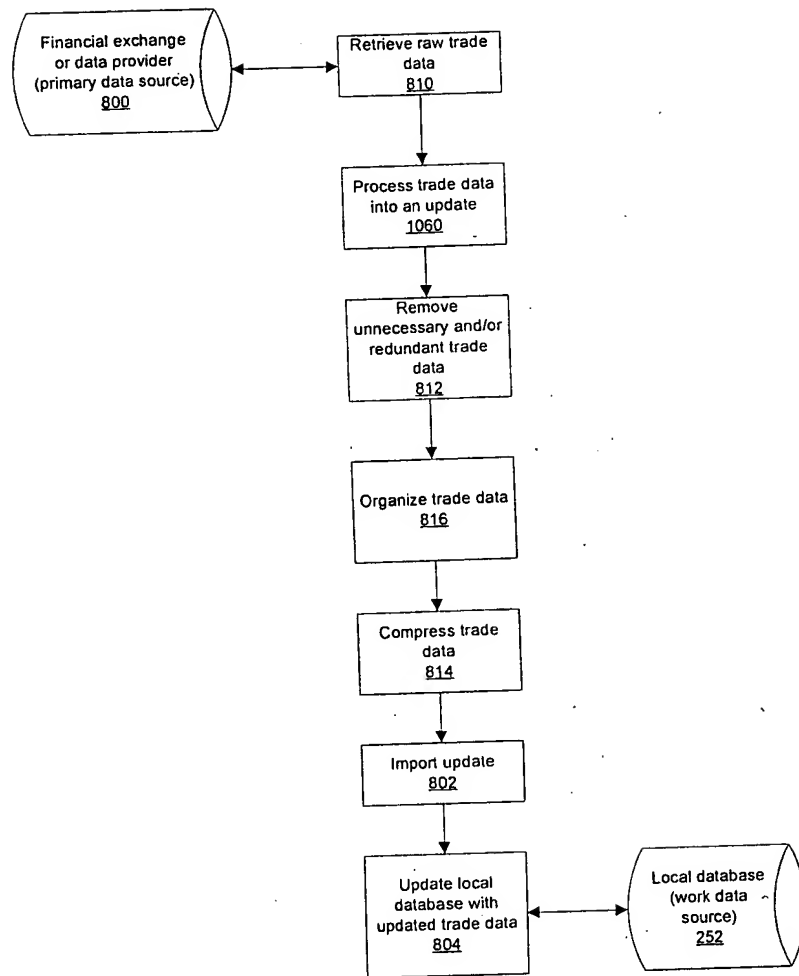 Financial exchange
or data provider
(primary data source)
800
Retrieve raw trade
data
810
Process trade data
into an update
1060
Remove
unnecessary and/or
redundant trade
data
812
Organize trade data
816
Compress trade
data
814
Import update
802
Update local
database with
updated trade data
804
Local database
(work data
source)
252